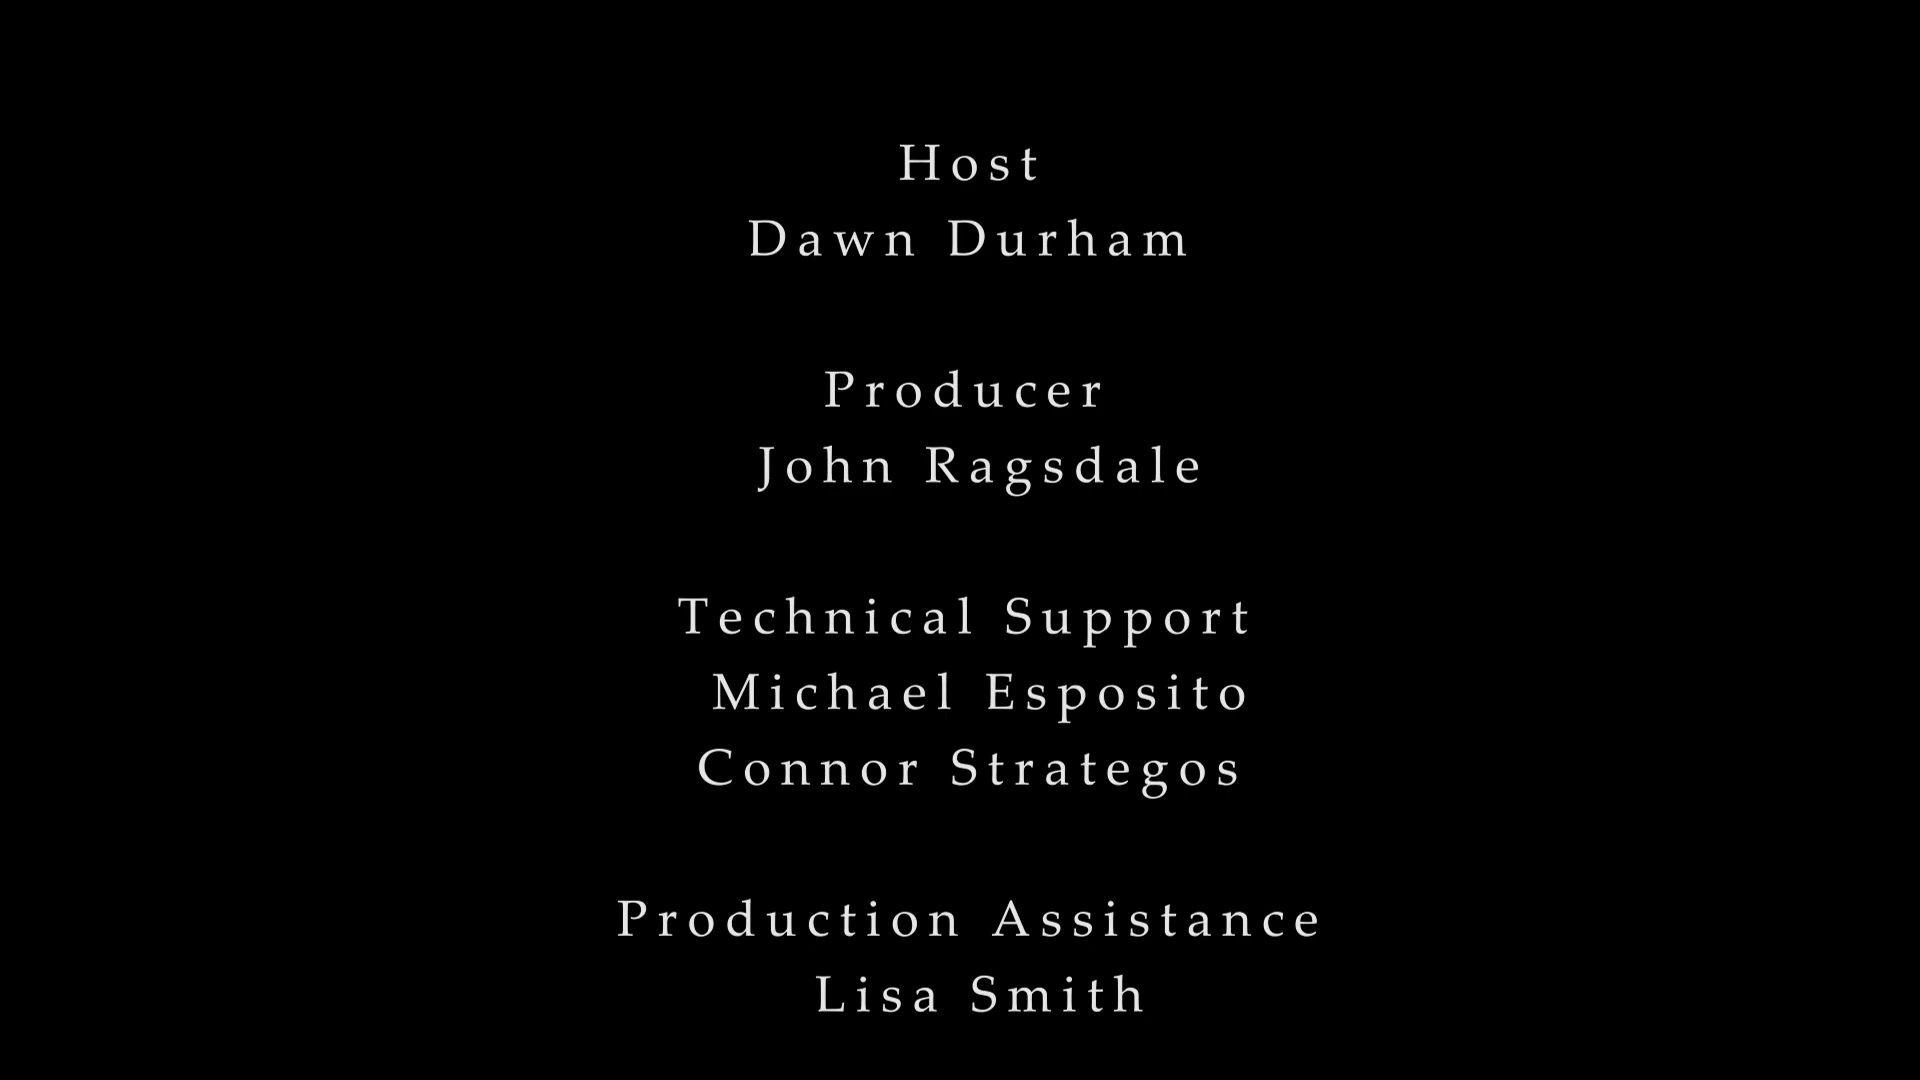 Host
Dawn Durham
Producer
John Ragsdale
Technical Support
Michael Esposito
Connor Strategos
Production Assistance
Lisa Smith